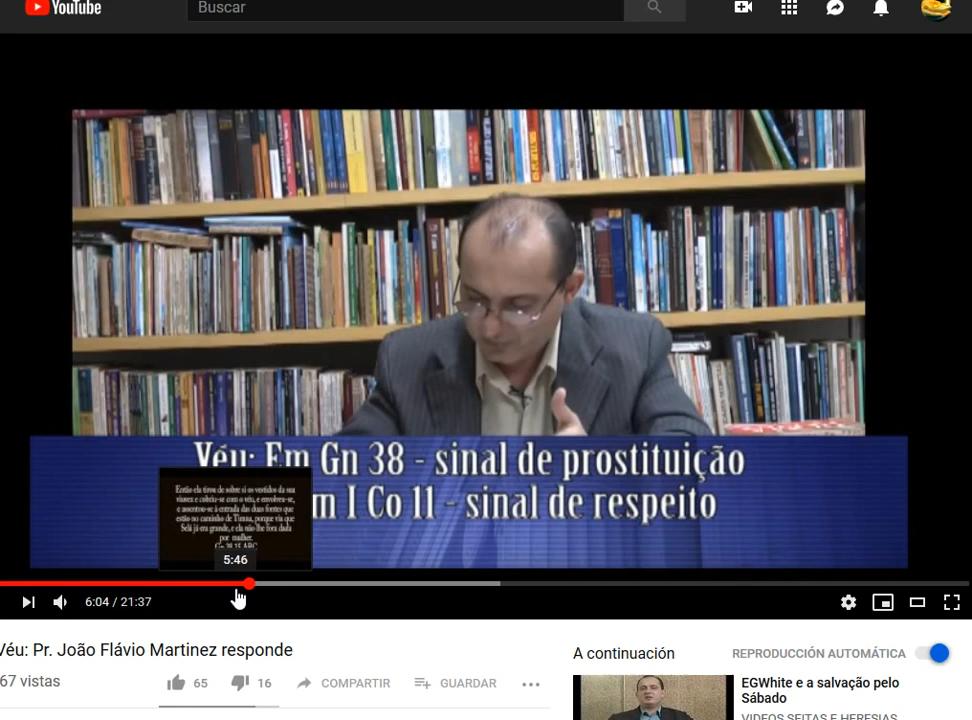 YouTube
Buscar
Véu: Em Gn 38 - sinal de prostituição
m I Co 11 - sinal de respeito
Então ela tirou de sobre si os vestidos da sua
viuvez e cobriu-se com o véu, e envolveu-se,
e assentou-se à entrada das duas fontes que
estão no caminho de Timna, porque via que
Selá já era grande, e ela não lhe fora dada
por mulher.
Gn 38.15 ARC
5:46
6:04 / 21:37
Véu: Pr. João Flávio Martinez responde
67 vistas
65
16
COMPARTIR
GUARDAR
A continuación
REPRODUCCIÓN AUTOMÁTICA
EGWhite e a salvação pelo
Sábado
VIDEOS SEITAS E HERESIAS